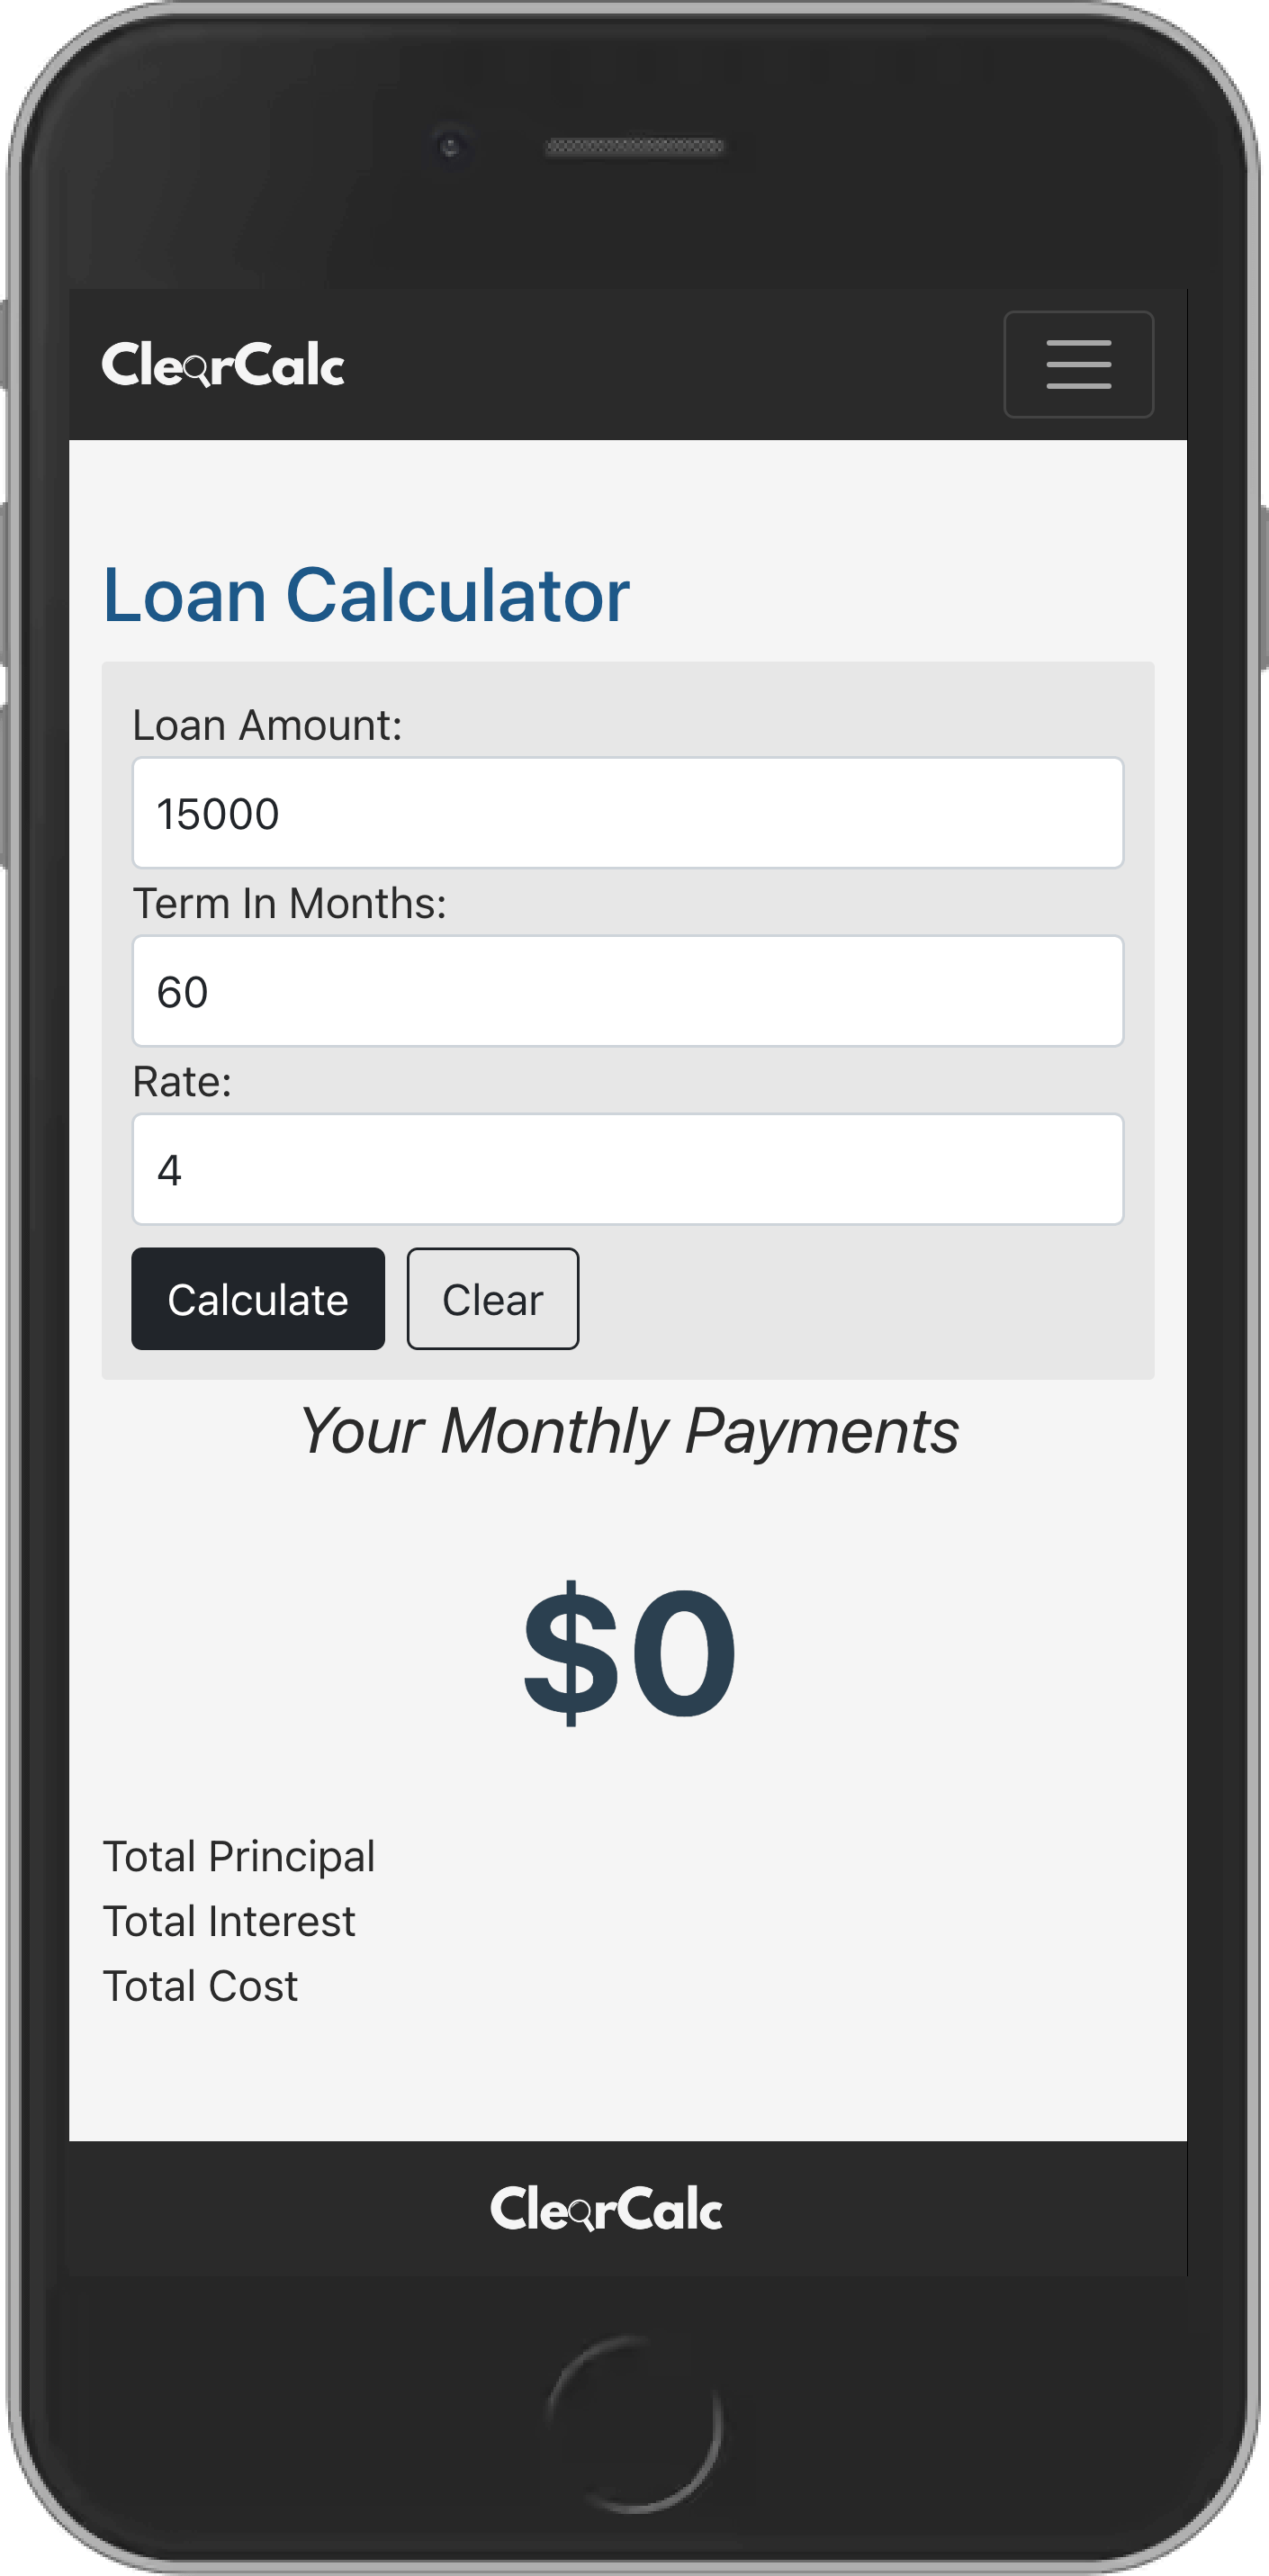 ClearCalc
Loan Calculator
Loan Amount:
15000
Term In Months:
60
Rate:
4
Calculate Clear
Your Monthly Payments
$0
Total Principal
Total Interest
Total Cost
ClearCalc